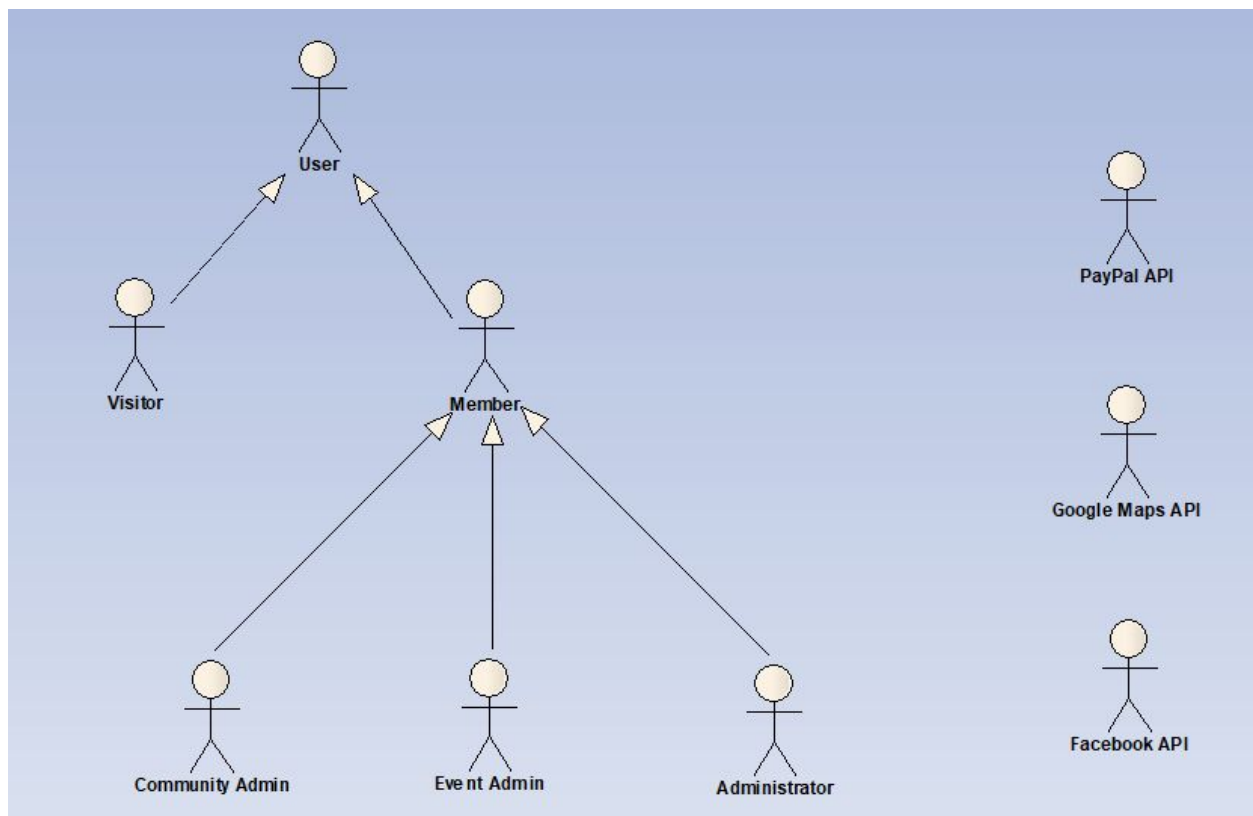 User
PayPal API
Visitor
Member
Google Maps API
Facebook API
Community Admin
Event Admin
Administrator